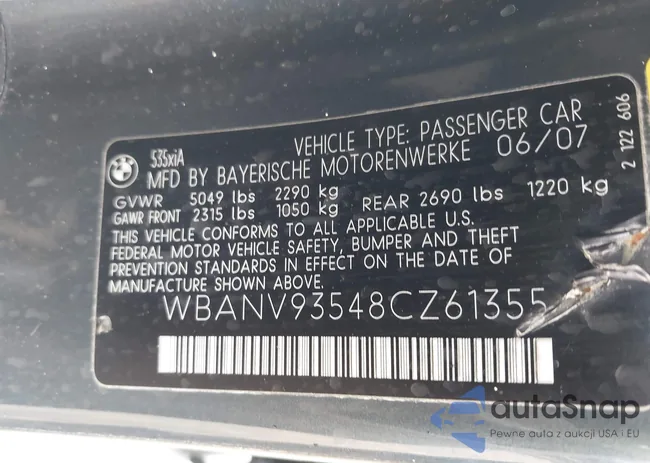 535xiA
VEHICLE TYPE: PASSENGER CAR
MFD BY BAYERISCHE MOTORENWERKE 06/07
GVWR 5049 lbs 2290 kg
GAWR FRONT 2315 lbs 1050 kg REAR 2690 lbs 1220 kg
THIS VEHICLE CONFORMS TO ALL APPLICABLE U.S.
FEDERAL MOTOR VEHICLE SAFETY, BUMPER AND THEFT
PREVENTION STANDARDS IN EFFECT ON THE DATE OF
MANUFACTURE SHOWN ABOVE.
WBANV93548CZ61355
2 122 606
autaSnap
Pewne auta z aukcji USA i EU